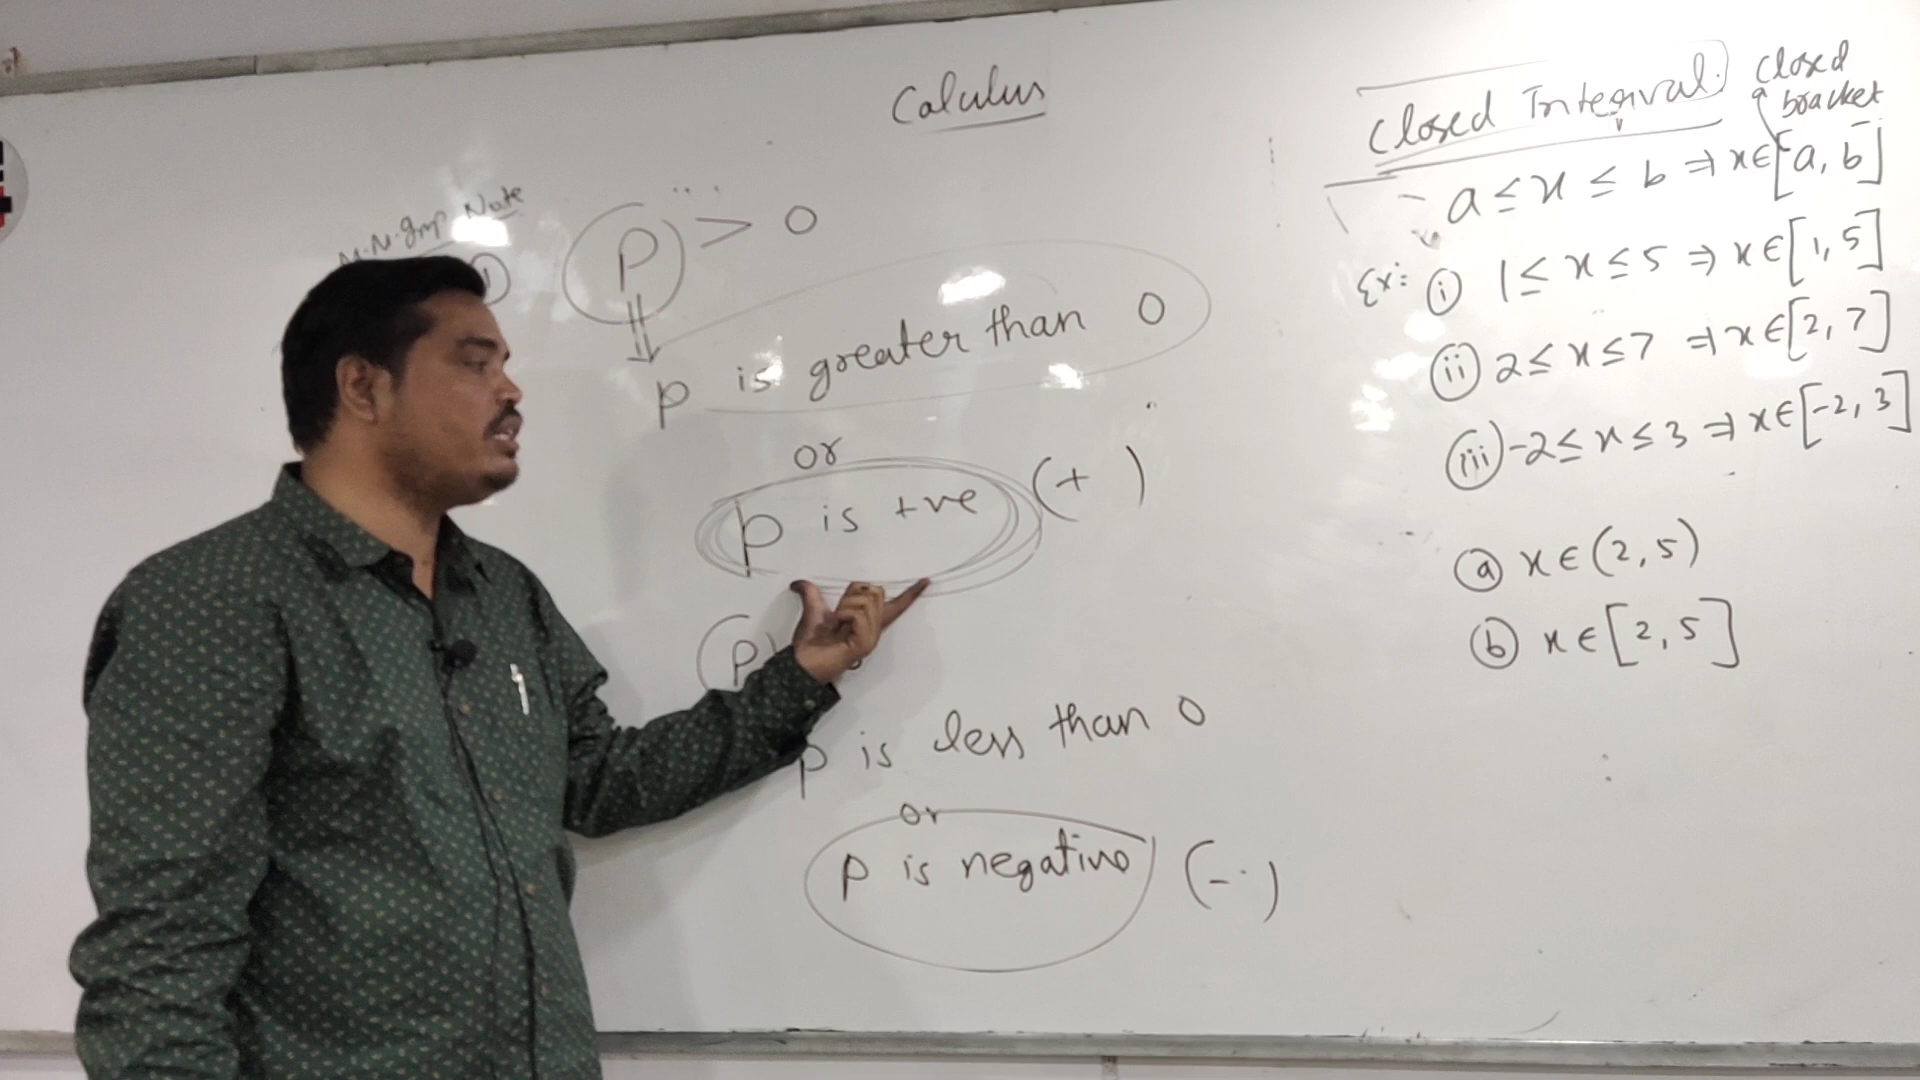 Calculus
M.N.Imp. Note
P > 0
p is greater than 0
or
p is +ve (+ )
P
p is less than 0
or
p is negative (-)
Closed Interval
closed bracket
a ≤ x ≤ b ⇒ x∈[a, b]
Ex: (i) 1 ≤ x ≤ 5 ⇒ x∈[1, 5]
(ii) 2 ≤ x ≤ 7 ⇒ x∈[2, 7]
(iii) -2 ≤ x ≤ 3 ⇒ x∈[-2, 3]
(a) x∈(2, 5)
(b) x∈[2, 5]